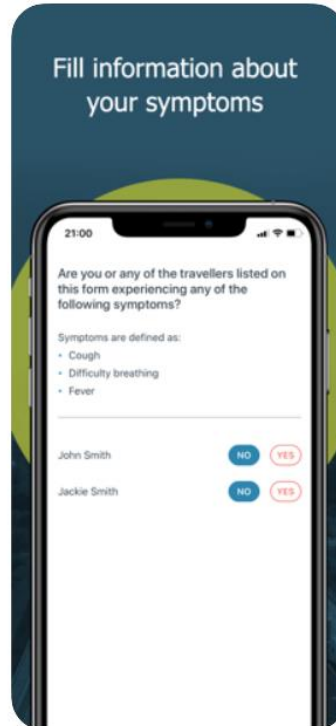 Fill information about
your symptoms
21:00
Are you or any of the travellers listed on
this form experiencing any of the
following symptoms?
Symptoms are defined as:
• Cough
• Difficulty breathing
• Fever
John Smith NO YES
Jackie Smith NO YES